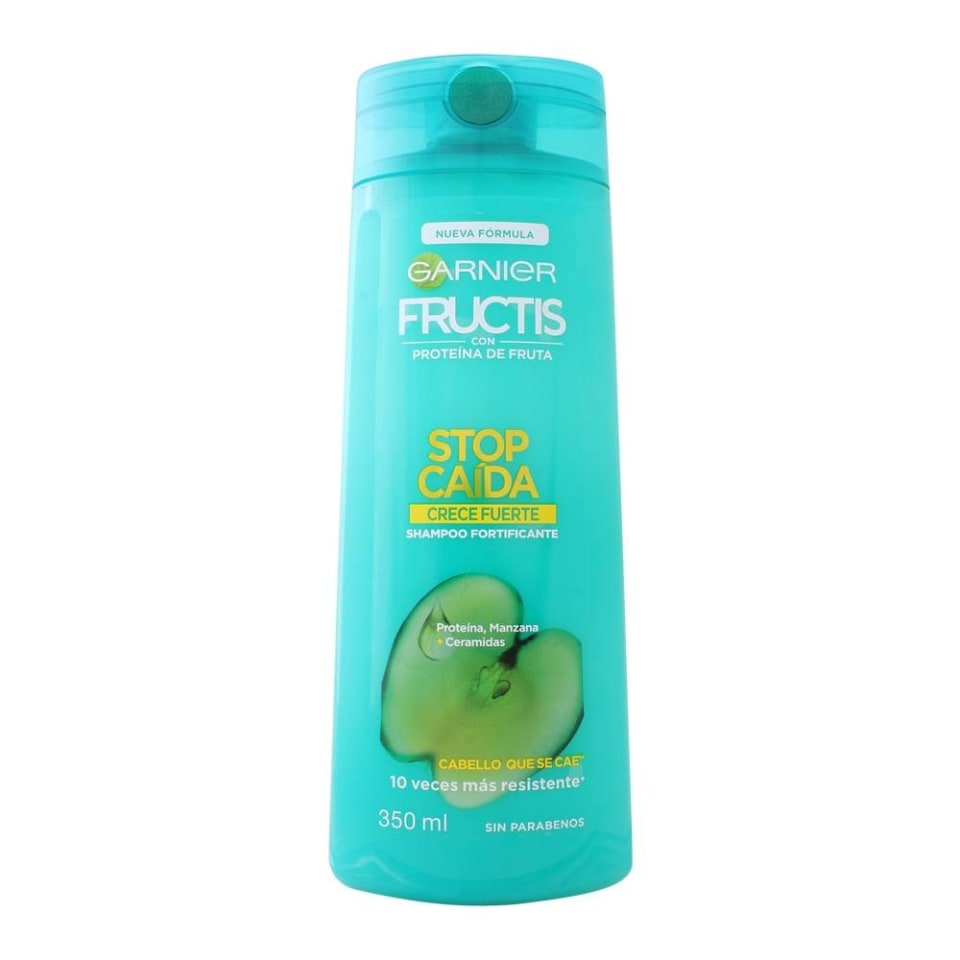 NUEVA FÓRMULA
GARNIER
FRUCTIS
CON
PROTEÍNA DE FRUTA
STOP
CAÍDA
CRECE FUERTE
SHAMPOO FORTIFICANTE
Proteína, Manzana
+ Ceramidas
CABELLO QUE SE CAE**
10 veces más resistente*
350 ml
SIN PARABENOS